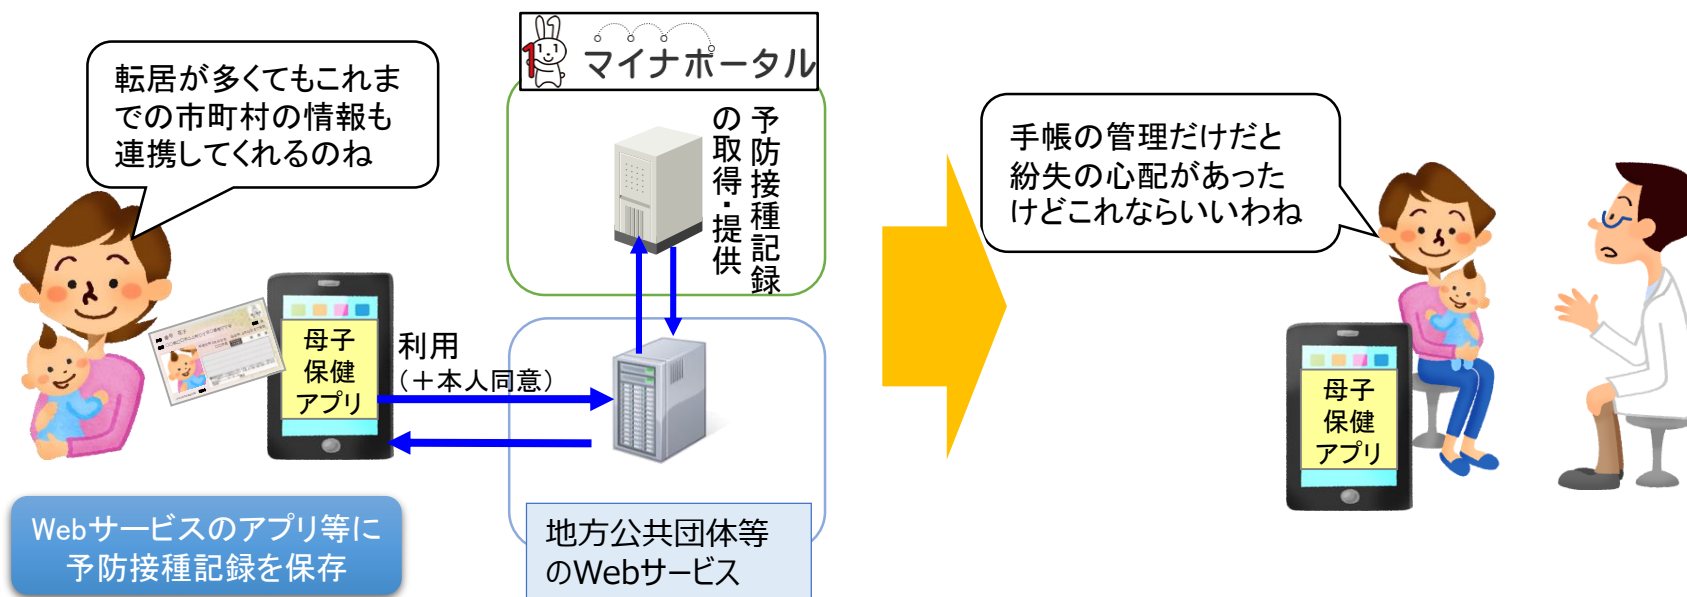 マイナポータル
転居が多くてもこれま
での市町村の情報も
連携してくれるのね
予防接種記録
の取得・提供
母子
保健
アプリ
利用
（＋本人同意）
Webサービスのアプリ等に
予防接種記録を保存
地方公共団体等
のWebサービス
手帳の管理だけだと
紛失の心配があった
けどこれならいいわね
母子
保健
アプリ